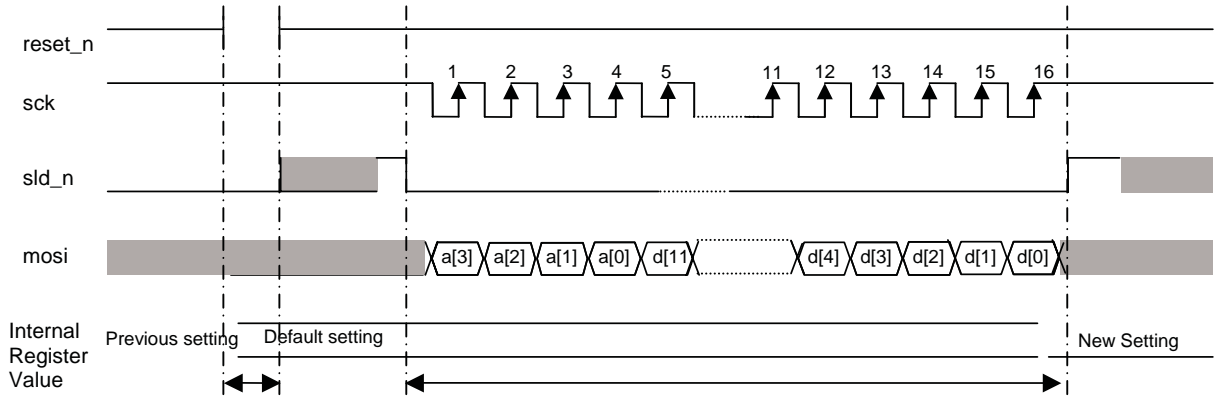 reset_n
1 2 3 4 5 11 12 13 14 15 16
sck
sld_n
mosi
a[3] a[2] a[1] a[0] d[11] d[4] d[3] d[2] d[1] d[0]
Internal
Register
Value
Previous setting
Default setting
New Setting